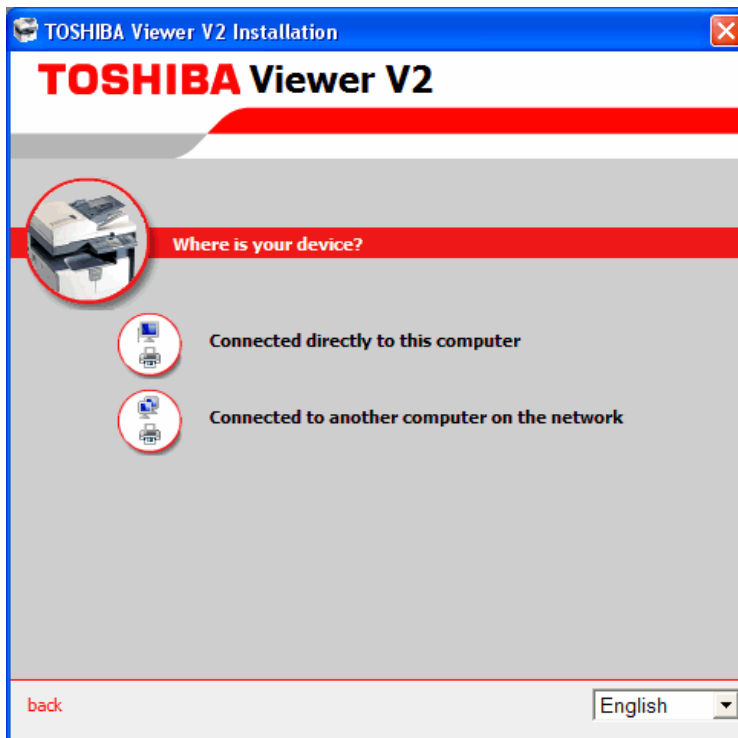 TOSHIBA Viewer V2 Installation
TOSHIBA Viewer V2
Where is your device?
Connected directly to this computer
Connected to another computer on the network
back
English